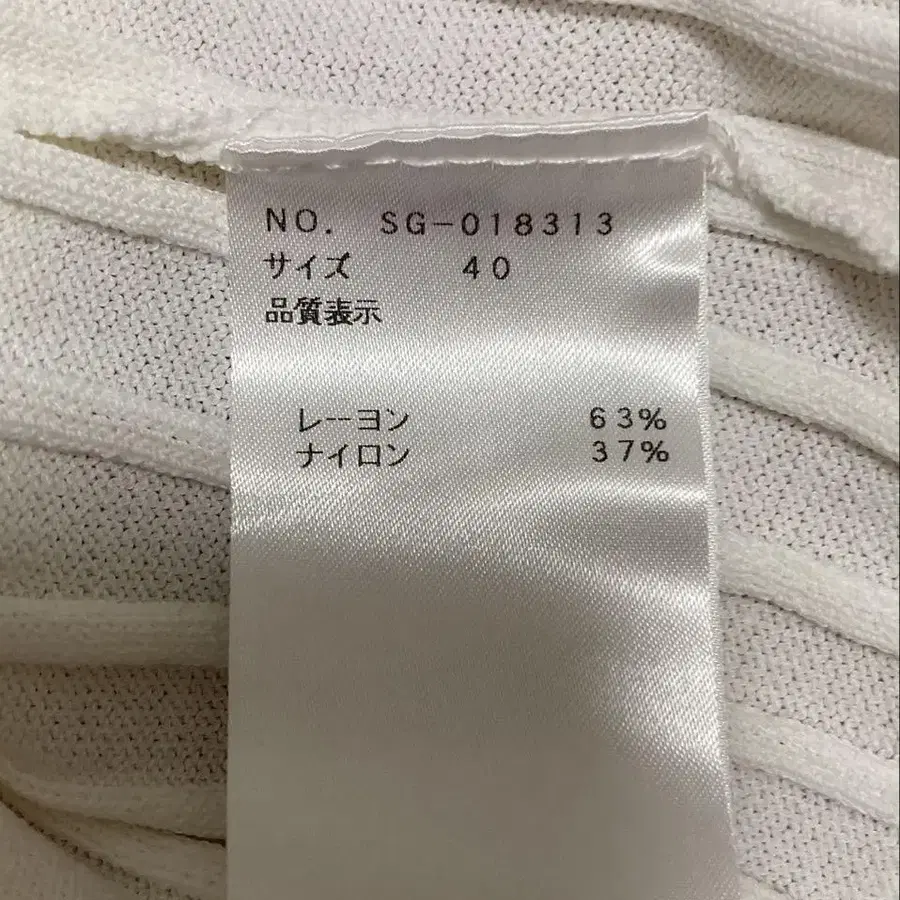 NO. SG-018313
サイズ 40
品質表示
レーヨン 63%
ナイロン 37%